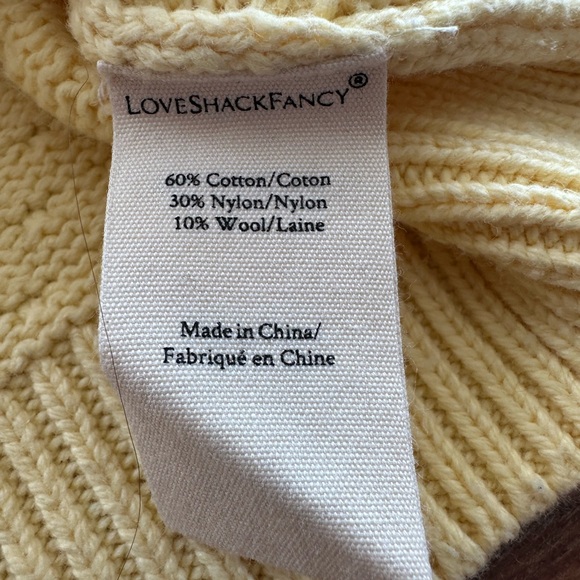 LOVESHACKFANCY®
60% Cotton/Coton
30% Nylon/Nylon
10% Wool/Laine
Made in China/
Fabriqué en Chine